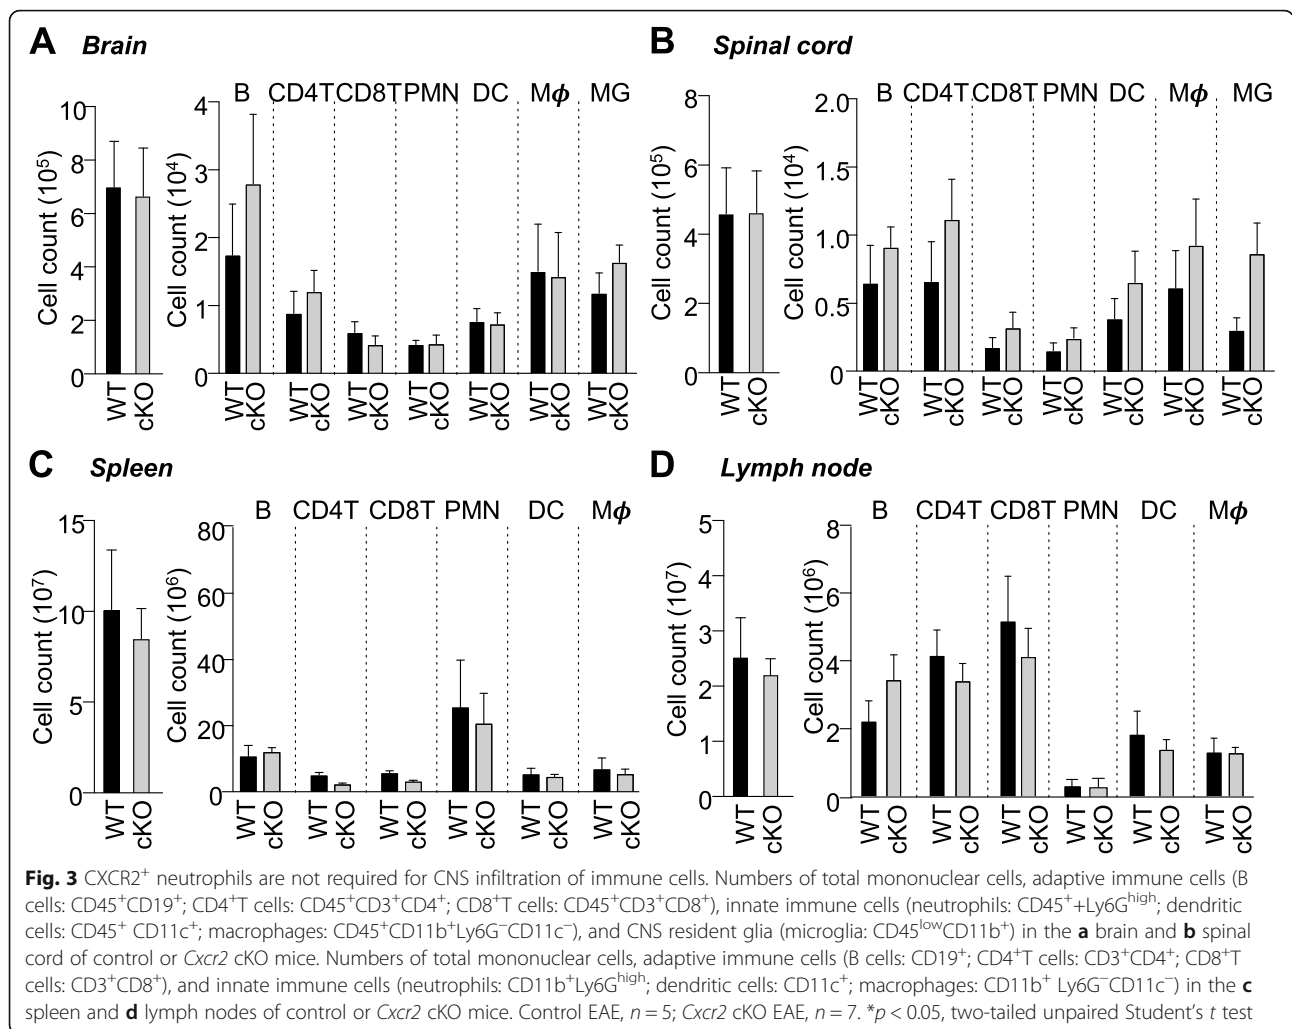 A Brain
B Spinal cord
B CD4T CD8T PMN DC Mϕ MG
10
8
6
4
2
0
Cell count (10⁵)
WT
cKO
4
3
2
1
0
Cell count (10⁴)
WT
cKO
WT
cKO
WT
cKO
WT
cKO
WT
cKO
WT
cKO
WT
cKO
B CD4T CD8T PMN DC Mϕ MG
8
6
4
2
0
Cell count (10⁵)
WT
cKO
2.0
1.5
1.0
0.5
0
Cell count (10⁴)
WT
cKO
WT
cKO
WT
cKO
WT
cKO
WT
cKO
WT
cKO
WT
cKO
C Spleen
B CD4T CD8T PMN DC Mϕ
15
10
5
0
Cell count (10⁷)
WT
cKO
80
60
40
20
0
Cell count (10⁶)
WT
cKO
WT
cKO
WT
cKO
WT
cKO
WT
cKO
WT
cKO
D Lymph node
B CD4T CD8T PMN DC Mϕ
5
4
3
2
1
0
Cell count (10⁷)
WT
cKO
8
6
4
2
0
Cell count (10⁶)
WT
cKO
WT
cKO
WT
cKO
WT
cKO
WT
cKO
WT
cKO
Fig. 3 CXCR2⁺ neutrophils are not required for CNS infiltration of immune cells. Numbers of total mononuclear cells, adaptive immune cells (B
cells: CD45⁺CD19⁺; CD4⁺T cells: CD45⁺CD3⁺CD4⁺; CD8⁺T cells: CD45⁺CD3⁺CD8⁺), innate immune cells (neutrophils: CD45⁺+Ly6Gʰⁱᵍʰ; dendritic
cells: CD45⁺ CD11c⁺; macrophages: CD45⁺CD11b⁺Ly6G⁻CD11c⁻), and CNS resident glia (microglia: CD45ˡᵒʷCD11b⁺) in the a brain and b spinal
cord of control or Cxcr2 cKO mice. Numbers of total mononuclear cells, adaptive immune cells (B cells: CD19⁺; CD4⁺T cells: CD3⁺CD4⁺; CD8⁺T
cells: CD3⁺CD8⁺), and innate immune cells (neutrophils: CD11b⁺Ly6Gʰⁱᵍʰ; dendritic cells: CD11c⁺; macrophages: CD11b⁺ Ly6G⁻CD11c⁻) in the c
spleen and d lymph nodes of control or Cxcr2 cKO mice. Control EAE, n = 5; Cxcr2 cKO EAE, n = 7. *p < 0.05, two-tailed unpaired Student's t test